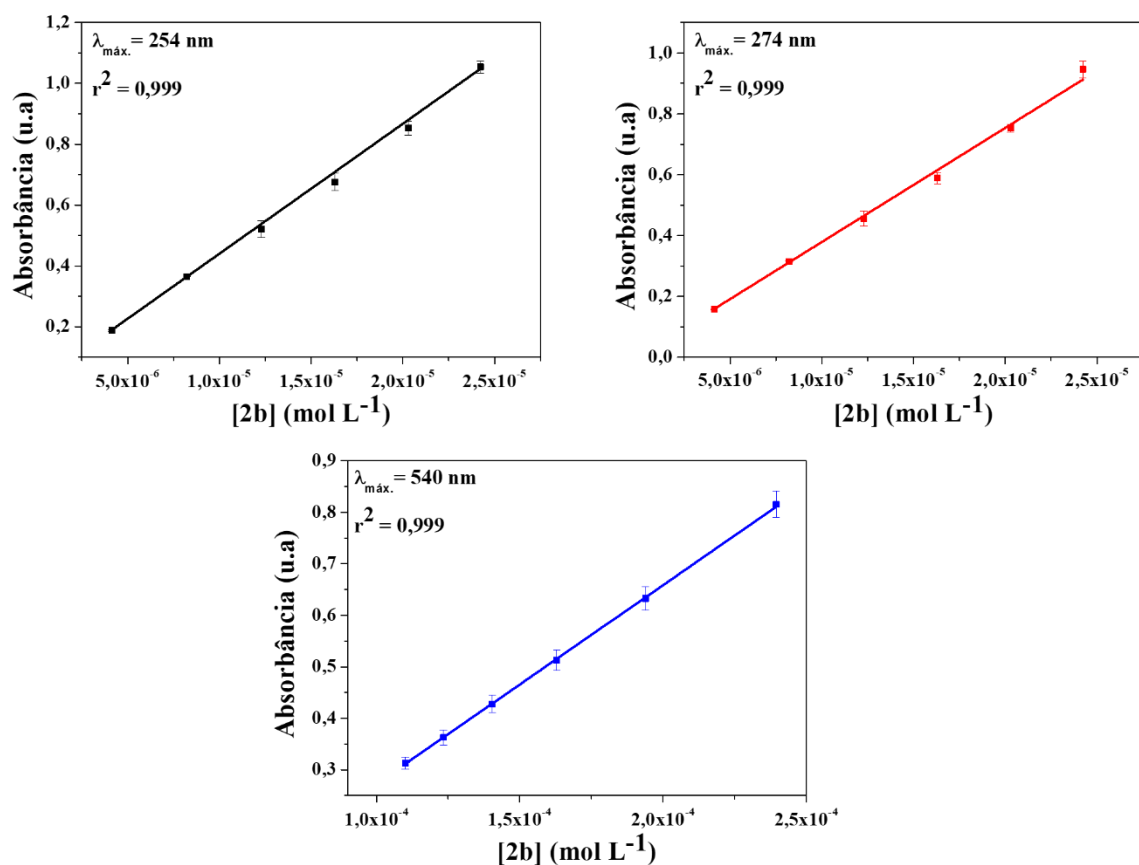 λmáx. = 254 nm
r² = 0,999
1,2
1,0
0,8
0,6
0,4
0,2
Absorbância (u.a)
5,0x10⁻⁶ 1,0x10⁻⁵ 1,5x10⁻⁵ 2,0x10⁻⁵ 2,5x10⁻⁵
[2b] (mol L⁻¹)
λmáx. = 274 nm
r² = 0,999
1,0
0,8
0,6
0,4
0,2
0,0
Absorbância (u.a)
5,0x10⁻⁶ 1,0x10⁻⁵ 1,5x10⁻⁵ 2,0x10⁻⁵ 2,5x10⁻⁵
[2b] (mol L⁻¹)
λmáx. = 540 nm
r² = 0,999
0,9
0,8
0,7
0,6
0,5
0,4
0,3
Absorbância (u.a)
1,0x10⁻⁴ 1,5x10⁻⁴ 2,0x10⁻⁴ 2,5x10⁻⁴
[2b] (mol L⁻¹)